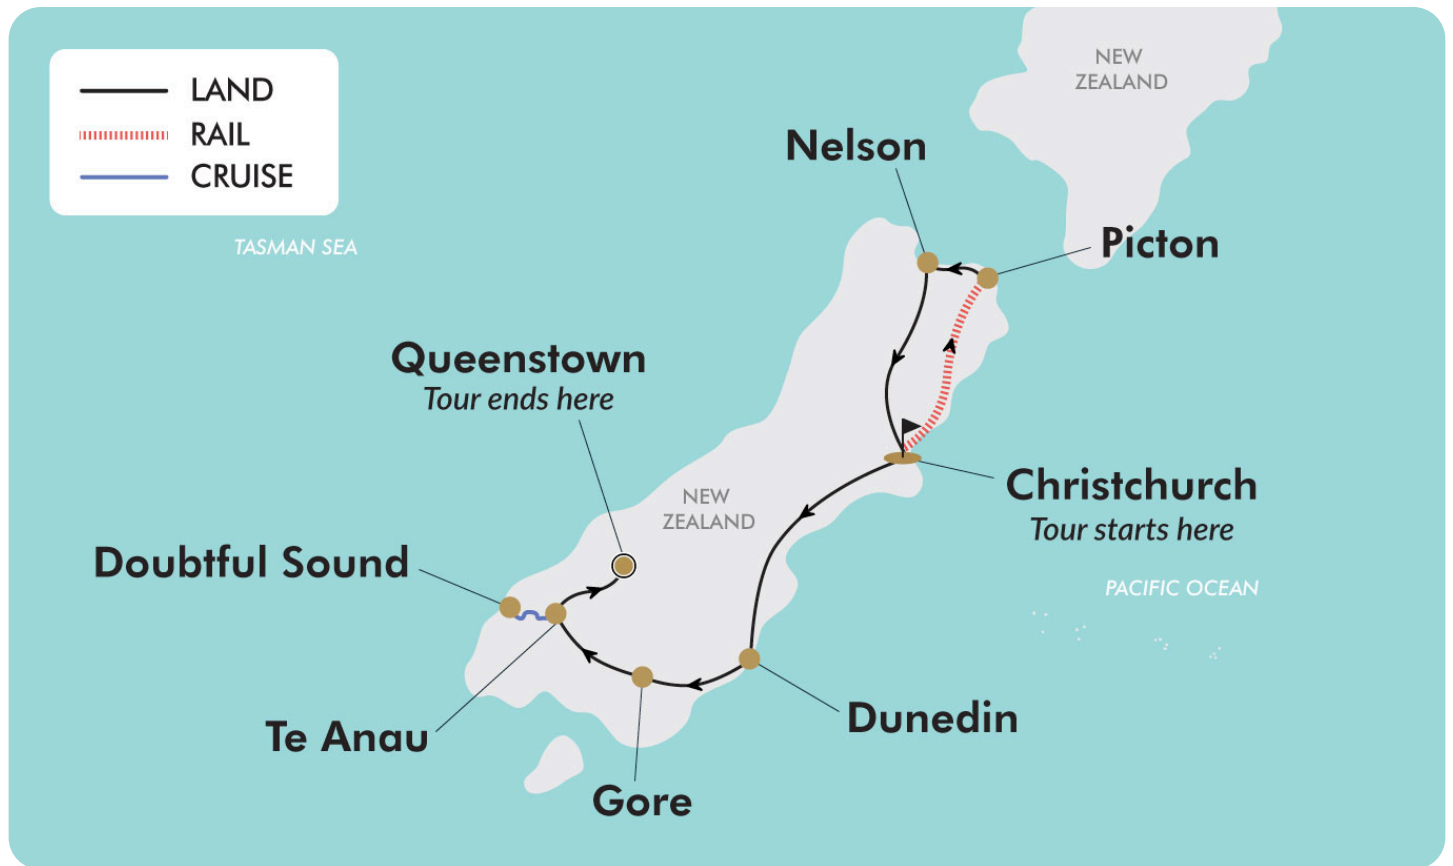 LAND
RAIL
CRUISE
TASMAN SEA
NEW
ZEALAND
Nelson
Picton
Queenstown
Tour ends here
NEW
ZEALAND
Christchurch
Tour starts here
Doubtful Sound
PACIFIC OCEAN
Te Anau
Dunedin
Gore